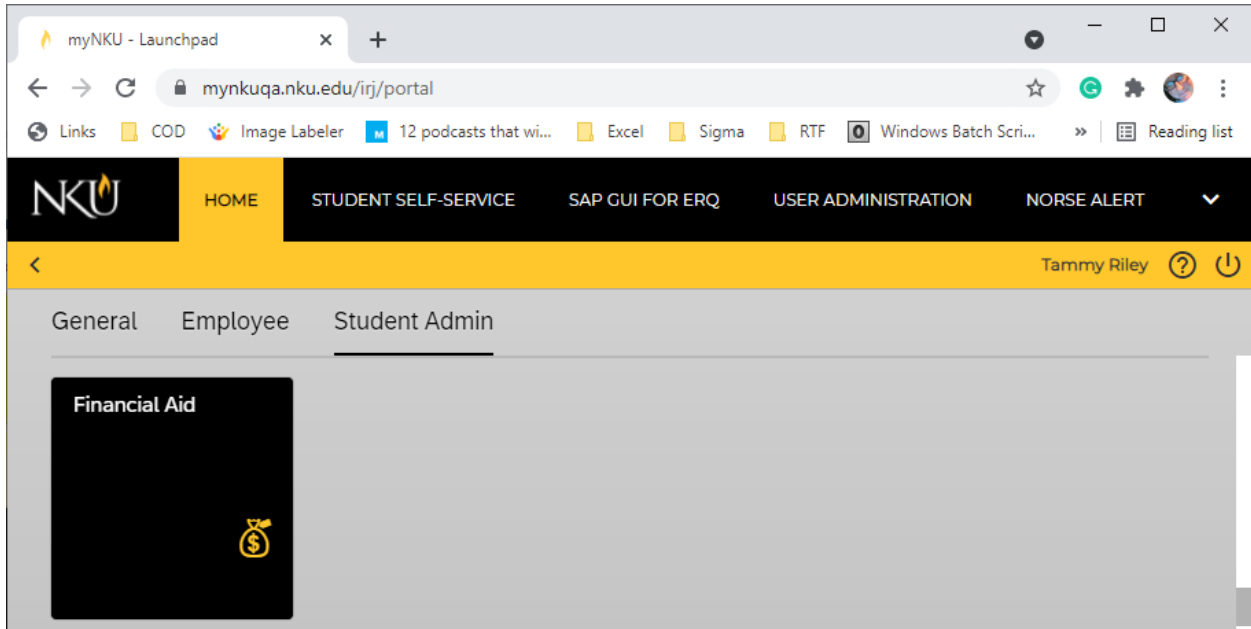 myNKU - Launchpad
mynkuqa.nku.edu/irj/portal
Links COD Image Labeler M 12 podcasts that wi... Excel Sigma RTF O Windows Batch Scri... » Reading list
NKU HOME STUDENT SELF-SERVICE SAP GUI FOR ERQ USER ADMINISTRATION NORSE ALERT
Tammy Riley
General Employee Student Admin
Financial Aid